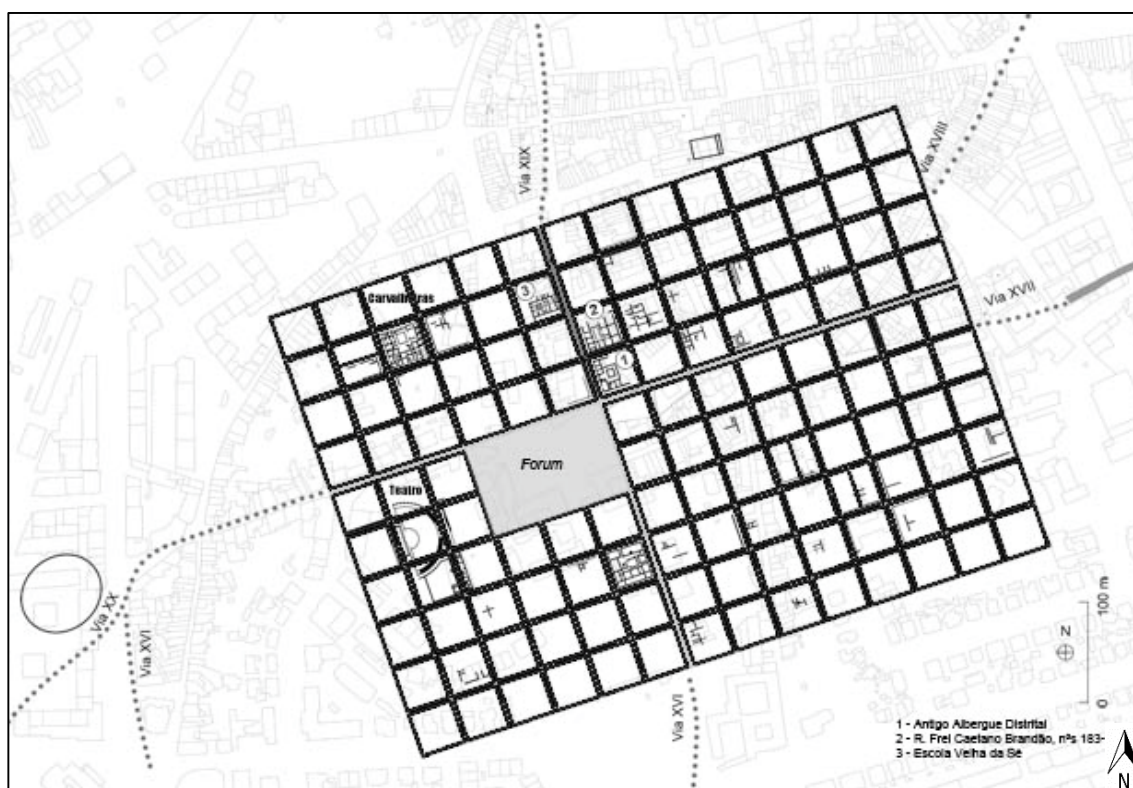 Via XIX
Via XVIII
Carvalheiras
3
2
1
Via XVII
Forum
Teatro
Via XX
Via XVI
Via XVI
N
100 m
0
1 - Antigo Albergue Distrital
2 - R. Frei Caetano Brandão, nºs 183-
3 - Escola Velha da Sé
N